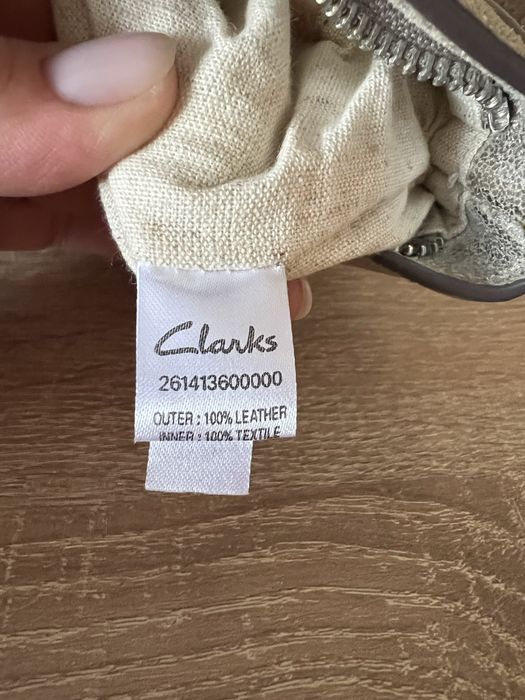 Clarks
261413600000
OUTER : 100% LEATHER
INNER : 100% TEXTILE